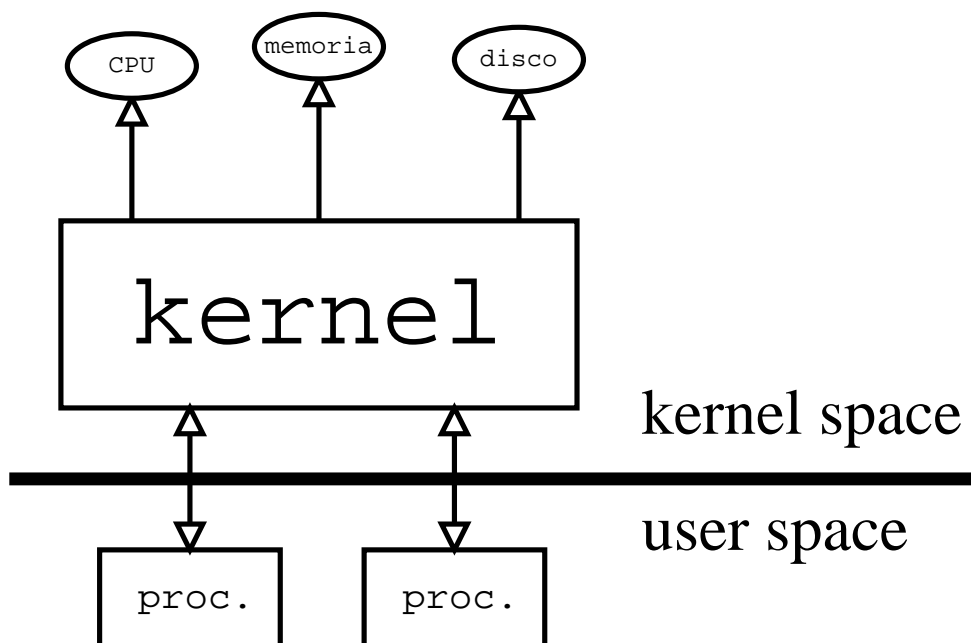 CPU
memoria
disco
kernel
kernel space
user space
proc.
proc.